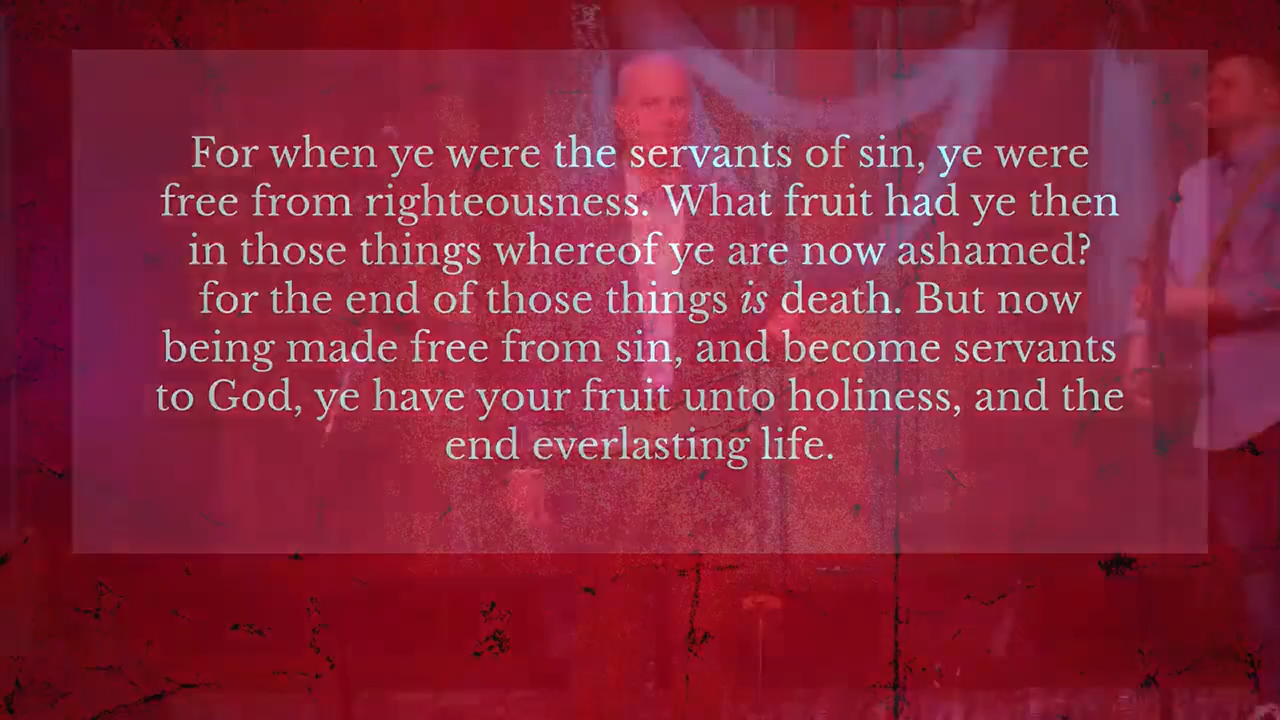 For when ye were the servants of sin, ye were
free from righteousness. What fruit had ye then
in those things whereof ye are now ashamed?
for the end of those things is death. But now
being made free from sin, and become servants
to God, ye have your fruit unto holiness, and the
end everlasting life.